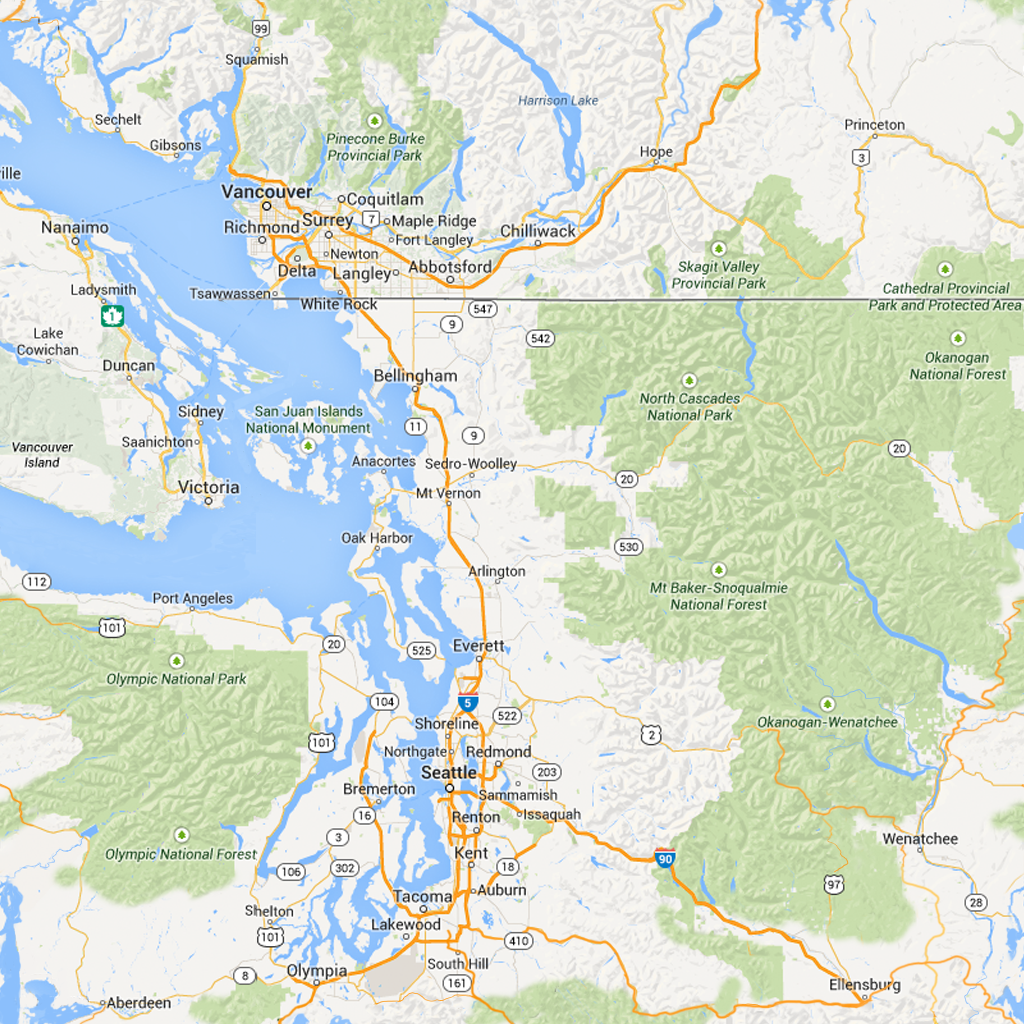 99
Squamish
Harrison Lake
Sechelt
Pinecone Burke
Provincial Park
Princeton
Gibsons
Hope
3
ville
Vancouver
Coquitlam
Nanaimo
Richmond
Surrey
7
Maple Ridge
Chilliwack
Fort Langley
Newton
Delta
Langley
Abbotsford
Skagit Valley
Provincial Park
Cathedral Provincial
Park and Protected Area
Ladysmith
Tsawwassen
White Rock
1
547
9
542
Lake
Cowichan
Duncan
Bellingham
Okanogan
National Forest
North Cascades
National Park
Sidney
San Juan Islands
National Monument
11
9
Saanichton
Vancouver
Island
Anacortes
Sedro-Woolley
20
20
Victoria
Mt Vernon
Oak Harbor
530
112
Arlington
Port Angeles
Mt Baker-Snoqualmie
National Forest
101
20
525
Everett
Olympic National Park
104
5
522
Okanogan-Wenatchee
Shoreline
101
2
Northgate
Redmond
Seattle
203
Bremerton
Sammamish
16
Renton
Issaquah
3
Olympic National Forest
Kent
90
Wenatchee
106
302
18
97
Tacoma
Auburn
28
Shelton
Lakewood
101
410
8
Olympia
South Hill
161
Ellensburg
Aberdeen